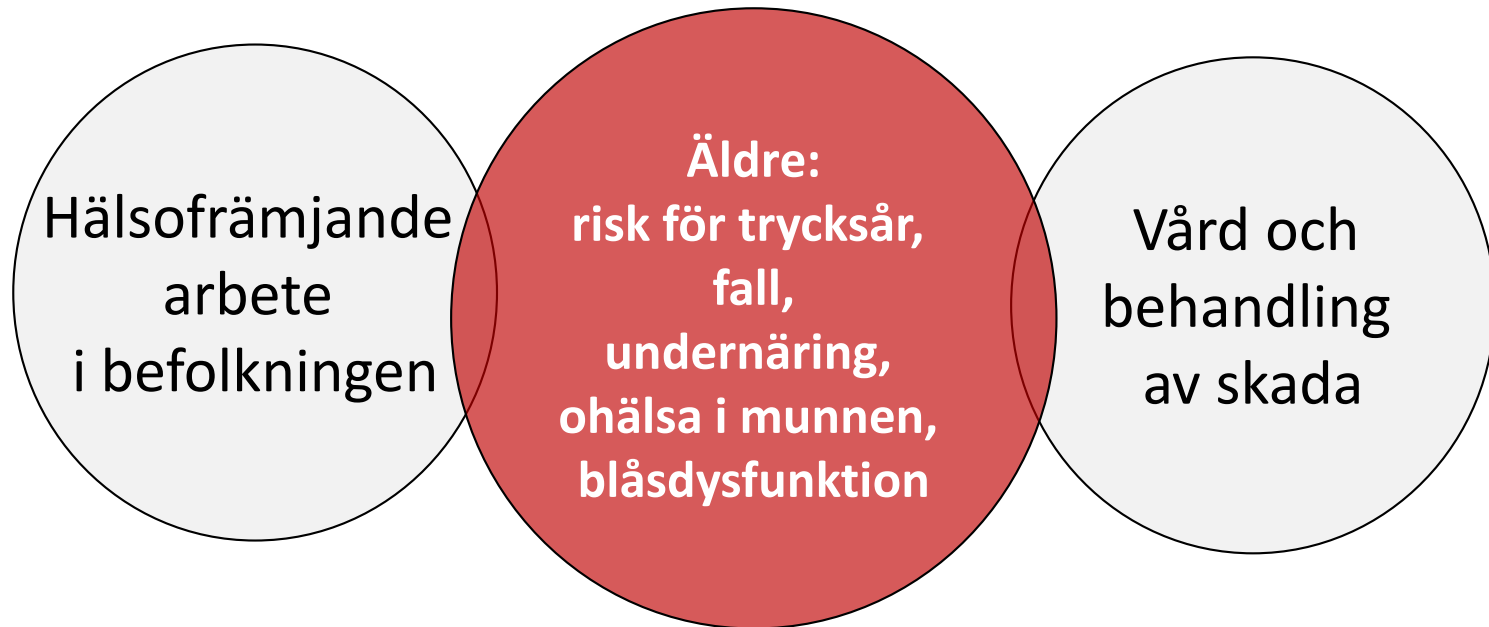 Hälsofrämjande
arbete
i befolkningen
Äldre:
risk för trycksår,
fall,
undernäring,
ohälsa i munnen,
blåsdysfunktion
Vård och
behandling
av skada